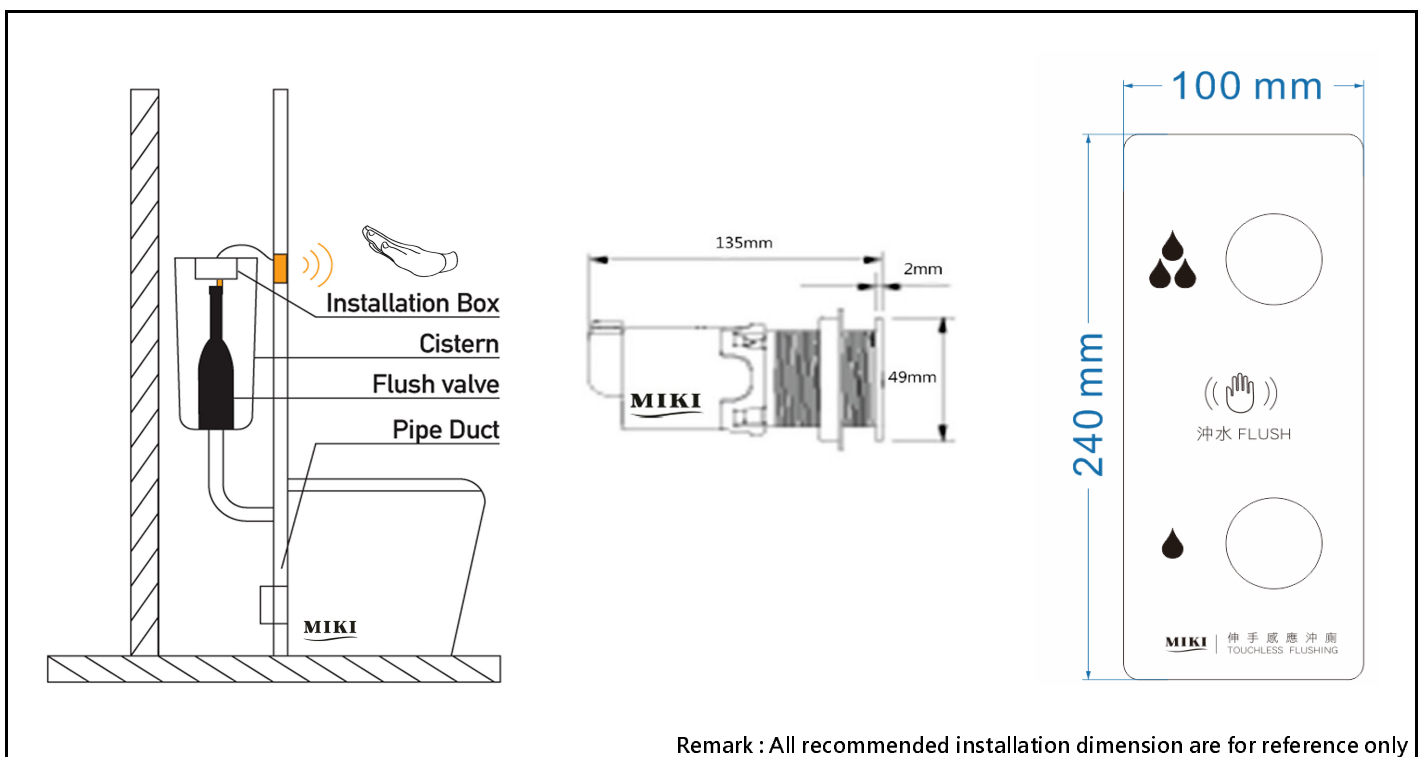 Installation Box
Cistern
Flush valve
Pipe Duct
MIKI
135mm
2mm
49mm
MIKI
100 mm
240 mm
沖水 FLUSH
MIKI
伸手感應沖廁
TOUCHLESS FLUSHING
Remark : All recommended installation dimension are for reference only